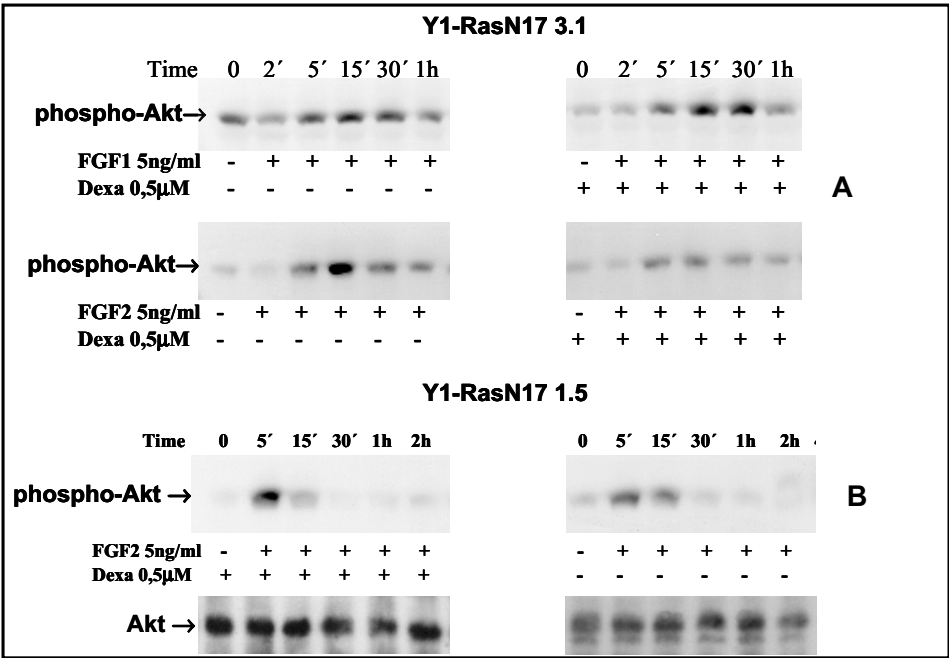 Y1-RasN17 3.1
Time 0 2´ 5´ 15´ 30´ 1h 0 2´ 5´ 15´ 30´ 1h
phospho-Akt→
FGF1 5ng/ml - + + + + + - + + + + +
Dexa 0,5µM - - - - - - + + + + + + A
phospho-Akt→
FGF2 5ng/ml - + + + + + - + + + + +
Dexa 0,5µM - - - - - - + + + + + +
Y1-RasN17 1.5
Time 0 5´ 15´ 30´ 1h 2h 0 5´ 15´ 30´ 1h 2h
phospho-Akt → B
FGF2 5ng/ml - + + + + + - + + + + +
Dexa 0,5µM + + + + + + - - - - - -
Akt →